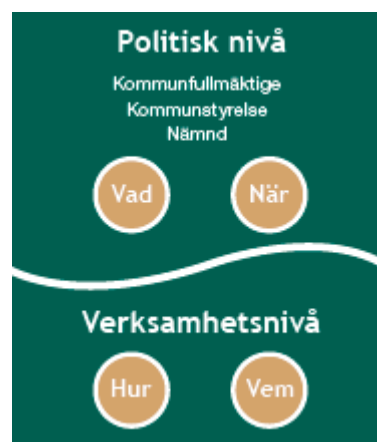 Politisk nivå
Kommunfullmäktige
Kommunstyrelse
Nämnd
Vad När
Verksamhetsnivå
Hur Vem